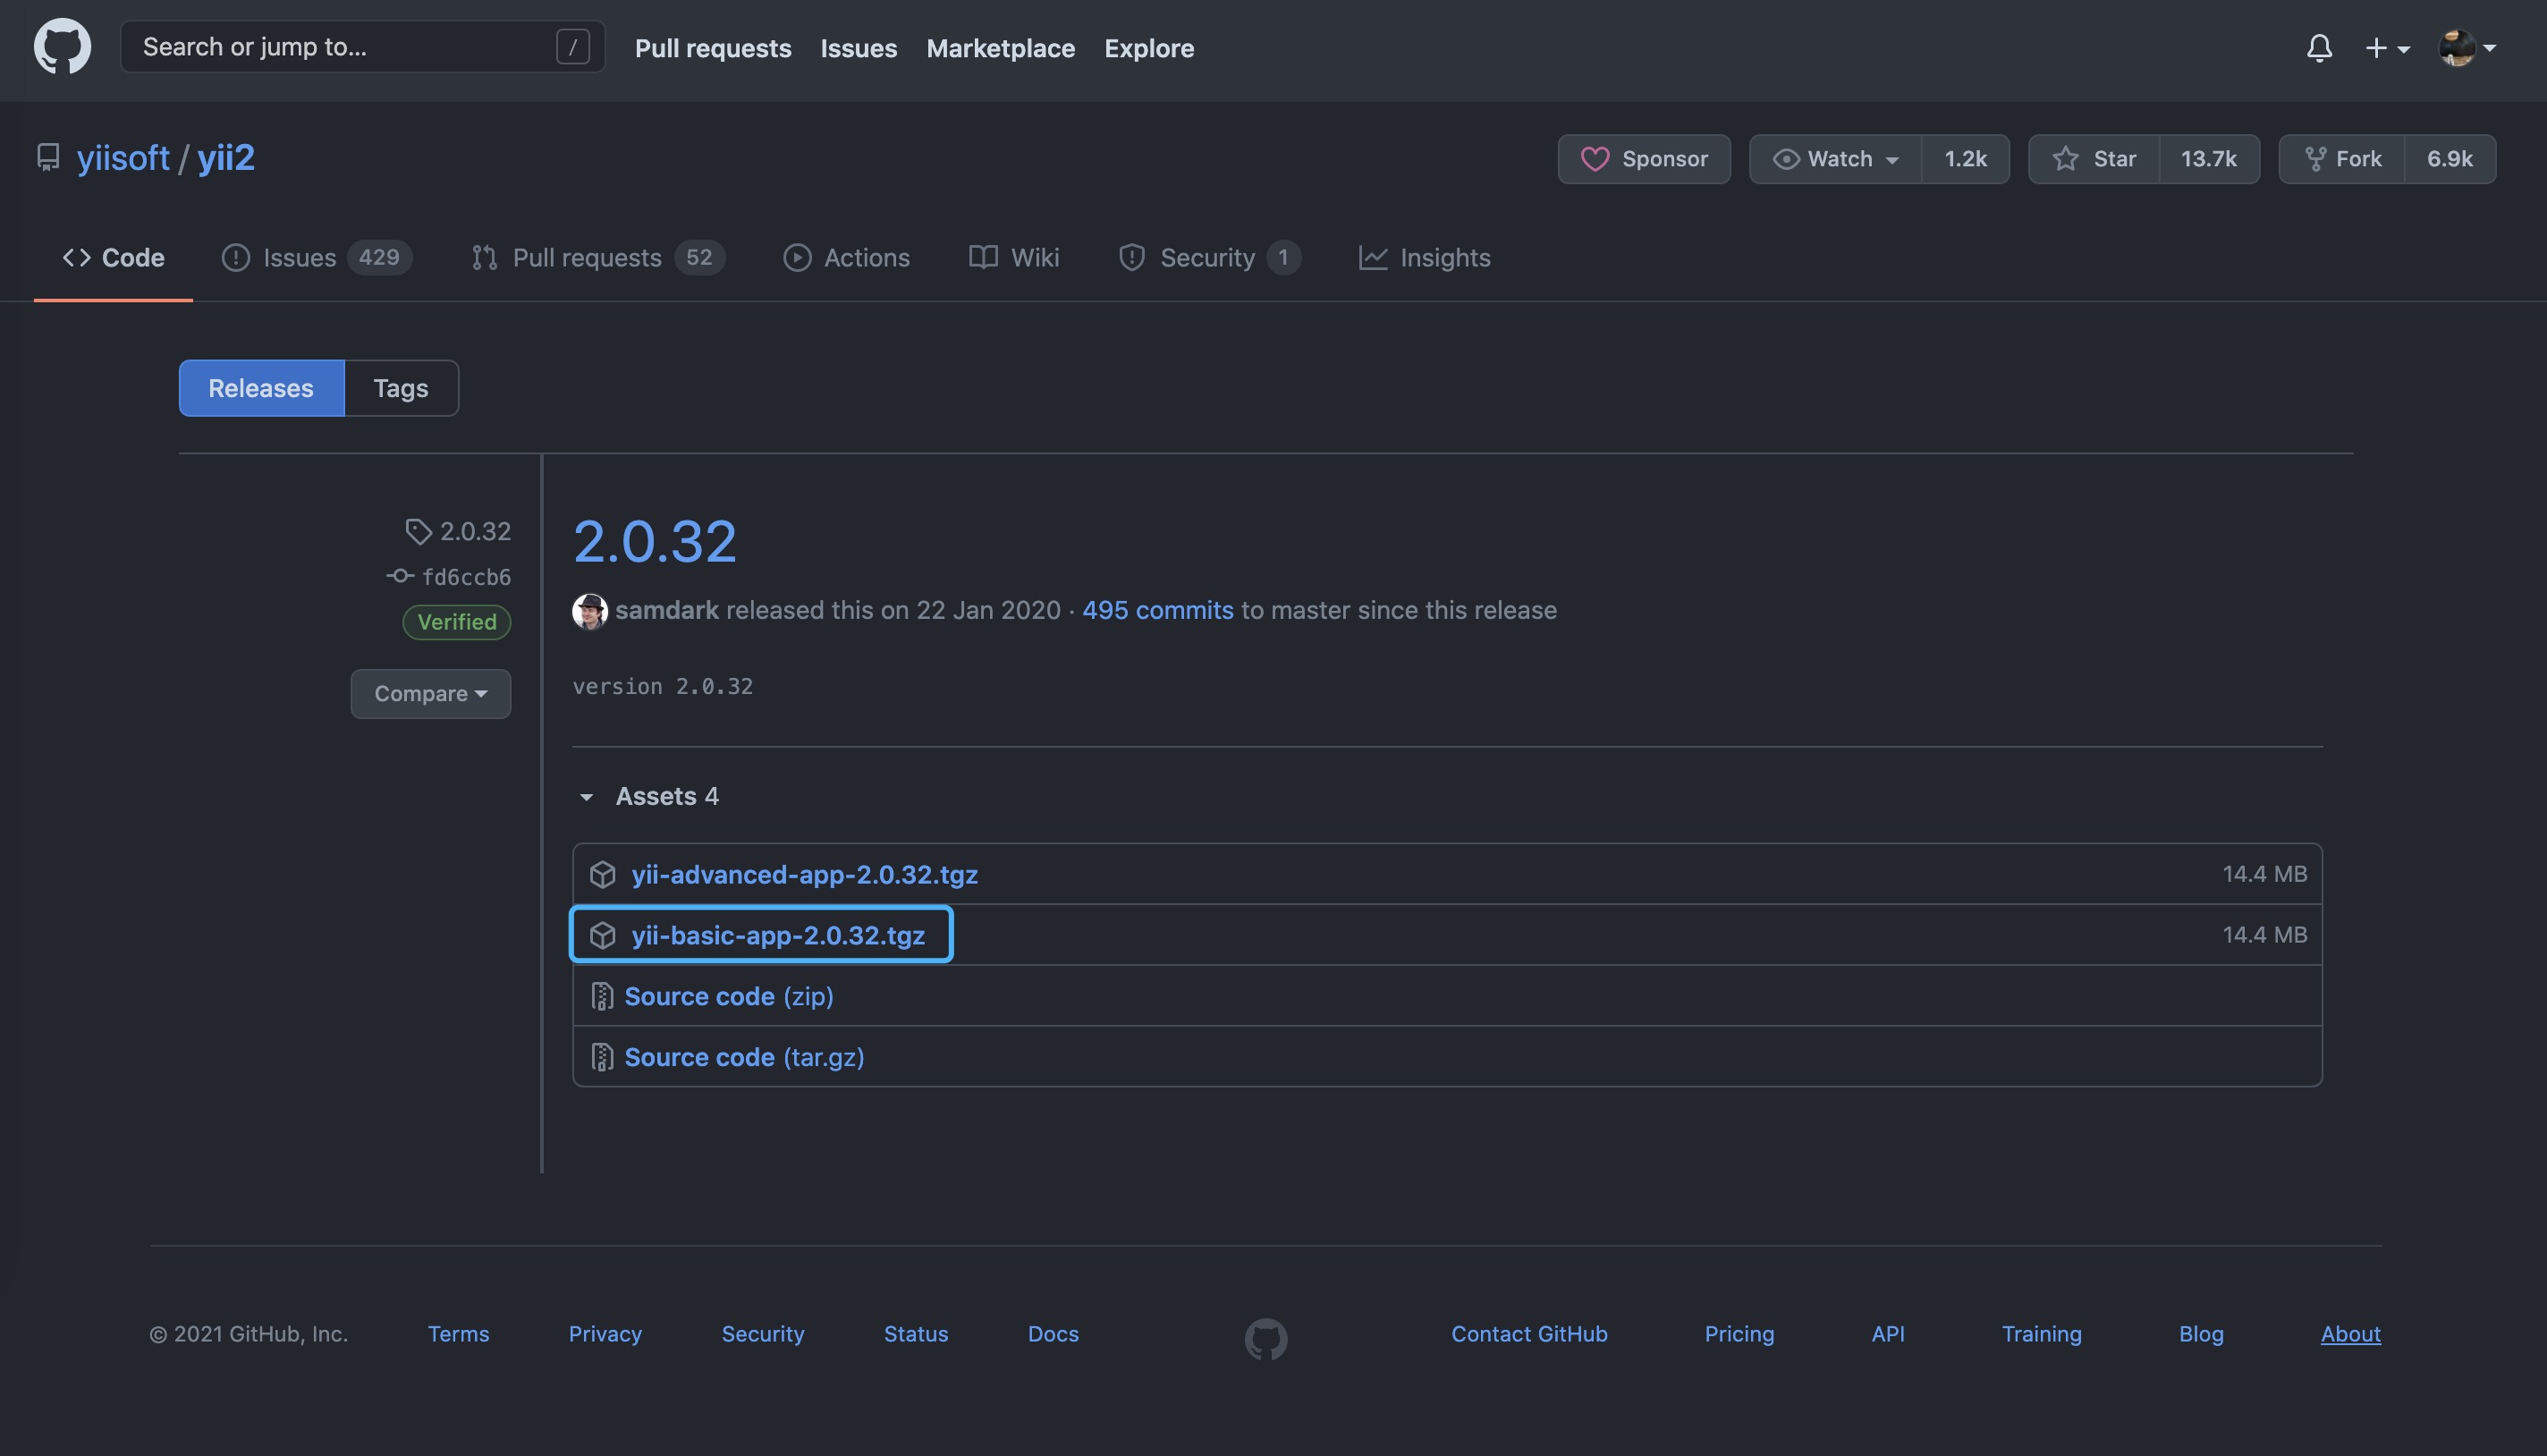 Search or jump to... / Pull requests Issues Marketplace Explore
yiisoft / yii2 Sponsor Watch 1.2k Star 13.7k Fork 6.9k
Code Issues 429 Pull requests 52 Actions Wiki Security 1 Insights
Releases Tags
2.0.32
fd6ccb6
Verified
Compare
2.0.32
samdark released this on 22 Jan 2020 · 495 commits to master since this release
version 2.0.32
Assets 4
yii-advanced-app-2.0.32.tgz 14.4 MB
yii-basic-app-2.0.32.tgz 14.4 MB
Source code (zip)
Source code (tar.gz)
© 2021 GitHub, Inc. Terms Privacy Security Status Docs Contact GitHub Pricing API Training Blog About